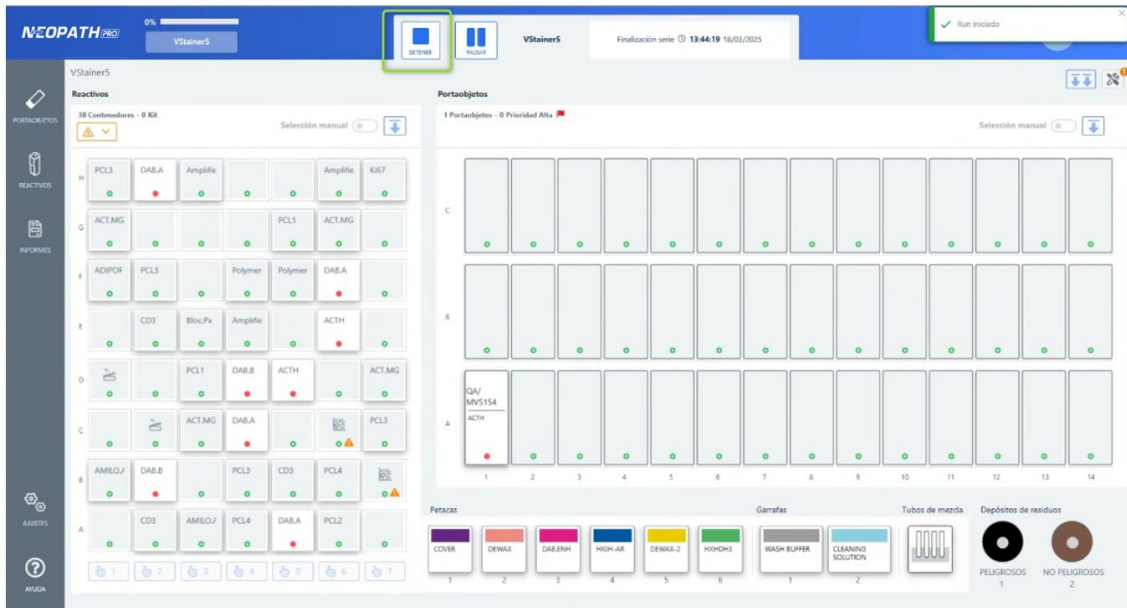 NEOPATH PRO
0%
VStainer5
DETENER
PAUSAR
VStainer5
Finalización serie 13:44:19 18/03/2025
Run Iniciado
VStainer5
PORTAOBJETOS
REACTIVOS
INFORMES
AJUSTES
AYUDA
Reactivos
38 Contenedores - 0 Kit
Selección manual
H PCL3 DAB.A Amplifie Amplifie Ki67
G ACT.MG PCL1 ACT.MG
F ADIPOF PCL3 Polymer Polymer DAB.A
E CD3 Bloc.Px Amplifie ACTH
D PCL1 DAB.B ACTH ACT.MG
C ACT.MG DAB.A PCL3
B AMILO./ DAB.B PCL3 CD3 PCL4
A CD3 AMILO./ PCL4 DAB.A PCL2
1 2 3 4 5 6 7
Portaobjetos
1 Portaobjetos - 0 Prioridad Alta
Selección manual
1
C
B
A
QA/
MVS154
ACTH
1 2 3 4 5 6 7 8 9 10 11 12 13 14
Petacas
COVER DEWAX DAB.ENH HIGH-AR DEWAX-2 HXHDH3
1 2 3 4 5 6
Garrafas
WASH BUFFER
CLEANING
SOLUTION
1 2
Tubos de mezcla
Depósitos de residuos
PELIGROSOS
1
NO PELIGROSOS
2